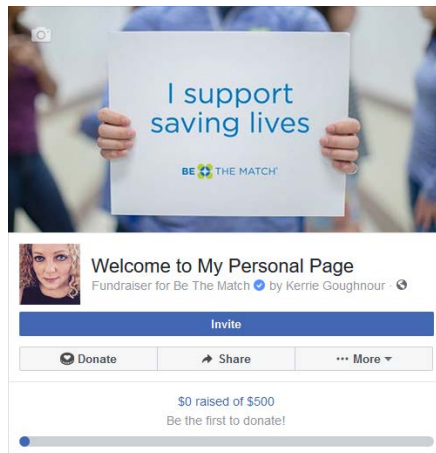 I support
saving lives
BE THE MATCH
Welcome to My Personal Page
Fundraiser for Be The Match by Kerrie Goughnour
Invite
Donate
Share
More
$0 raised of $500
Be the first to donate!